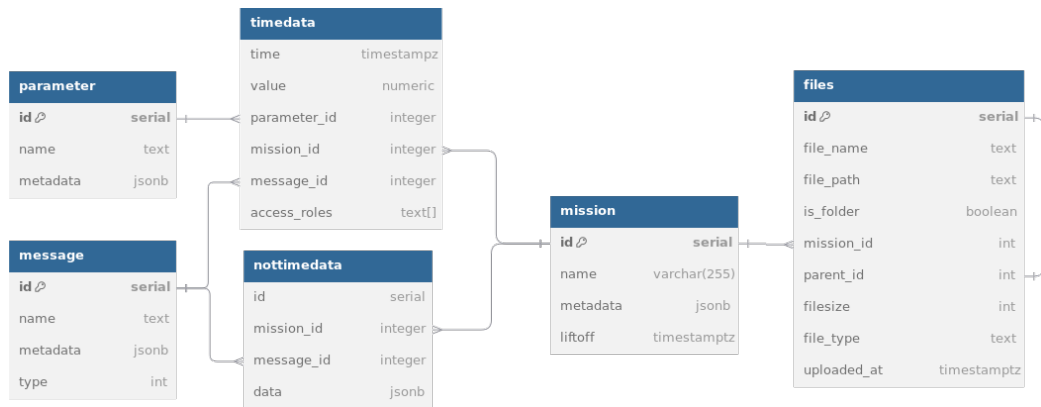 timedata
time timestampz
value numeric
parameter_id integer
mission_id integer
message_id integer
access_roles text[]
parameter
id serial
name text
metadata jsonb
message
id serial
name text
metadata jsonb
type int
nottimedata
id serial
mission_id integer
message_id integer
data jsonb
mission
id serial
name varchar(255)
metadata jsonb
liftoff timestamptz
files
id serial
file_name text
file_path text
is_folder boolean
mission_id int
parent_id int
filesize int
file_type text
uploaded_at timestamptz